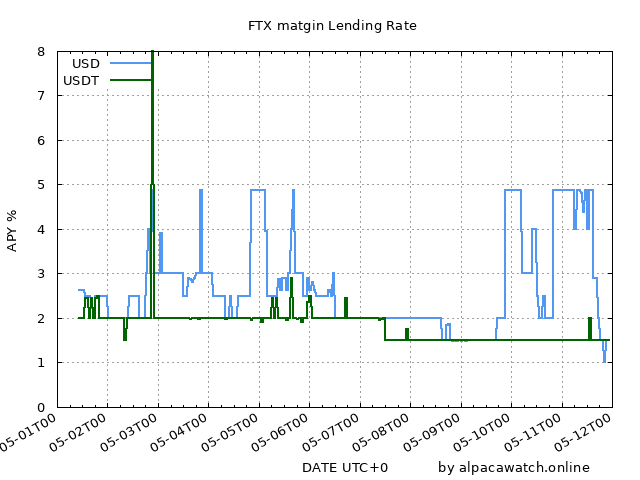 FTX matgin Lending Rate
USD
USDT
8
7
6
5
4
3
2
1
0
APY %
05-01T00
05-02T00
05-03T00
05-04T00
05-05T00
05-06T00
05-07T00
05-08T00
05-09T00
05-10T00
05-11T00
05-12T00
DATE UTC+0
by alpacawatch.online